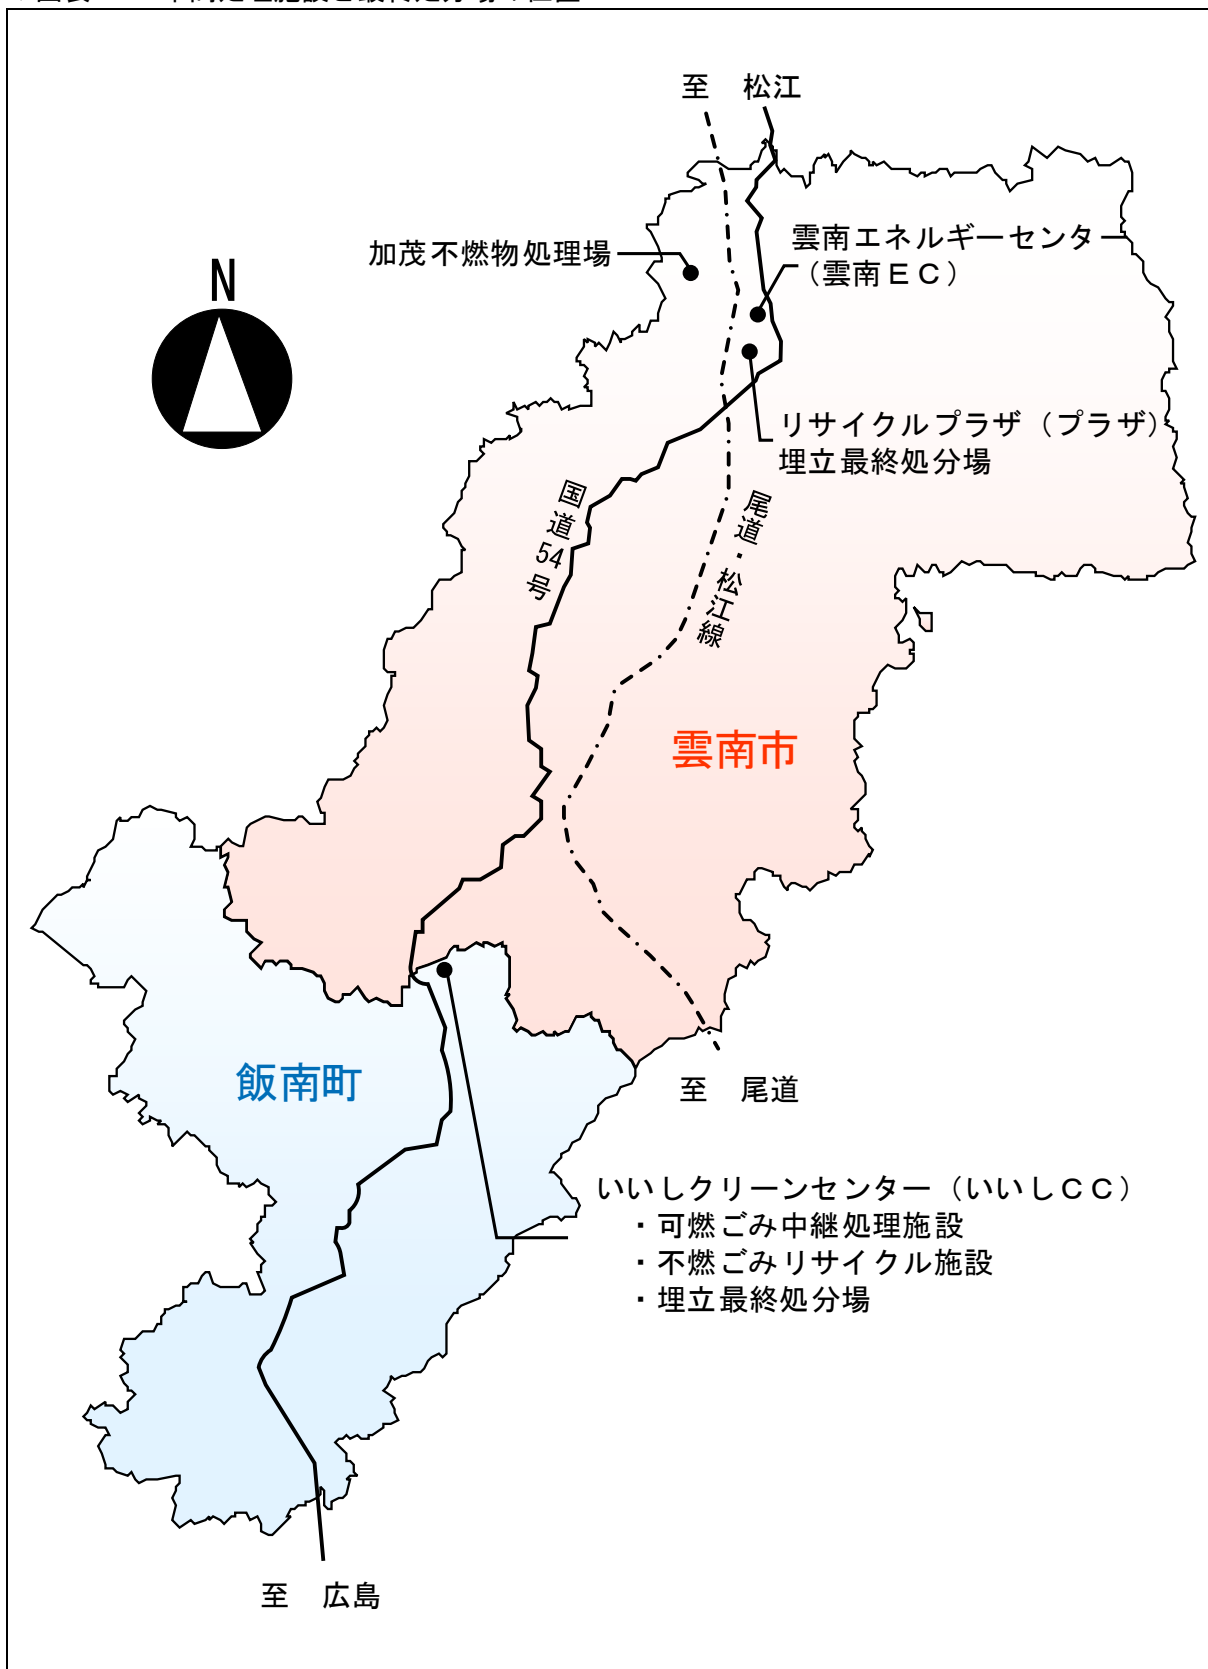 至 松江
加茂不燃物処理場
雲南エネルギーセンター
（雲南ＥＣ）
N
リサイクルプラザ（プラザ）
埋立最終処分場
国道54号
尾道・松江線
雲南市
飯南町
至 尾道
いいしクリーンセンター（いいしＣＣ）
・可燃ごみ中継処理施設
・不燃ごみリサイクル施設
・埋立最終処分場
至 広島